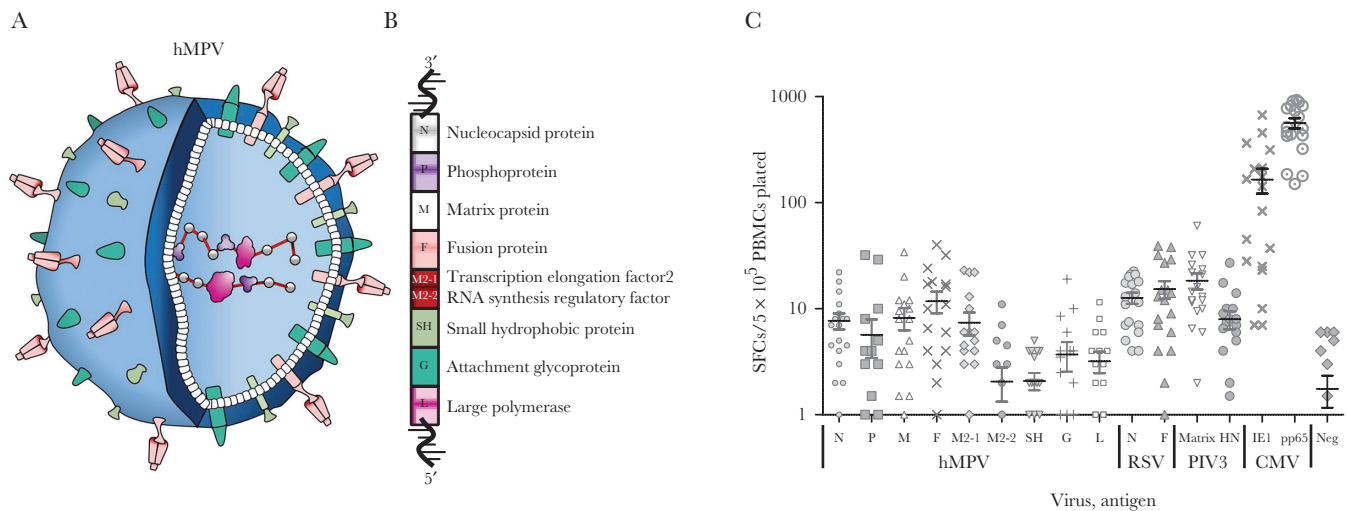 A
hMPV
B
3′
N Nucleocapsid protein
P Phosphoprotein
M Matrix protein
F Fusion protein
M2-1 Transcription elongation factor2
M2-2 RNA synthesis regulatory factor
SH Small hydrophobic protein
G Attachment glycoprotein
L Large polymerase
5′
C
SFCs/5 × 10⁵ PBMCs plated
1000
100
10
1
N P M F M2-1 M2-2 SH G L N F Matrix HN IE1 pp65 Neg
hMPV RSV PIV3 CMV
Virus, antigen